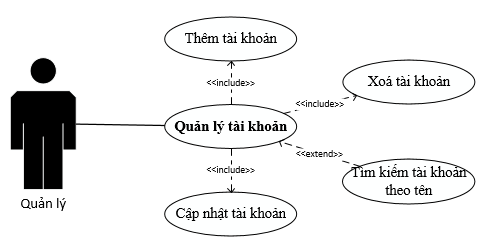 Thêm tài khoản
<<include>>
Xoá tài khoản
<<include>>
Quản lý tài khoản
<<extend>>
<<include>>
Tìm kiếm tài khoản
theo tên
Quản lý
Cập nhật tài khoản